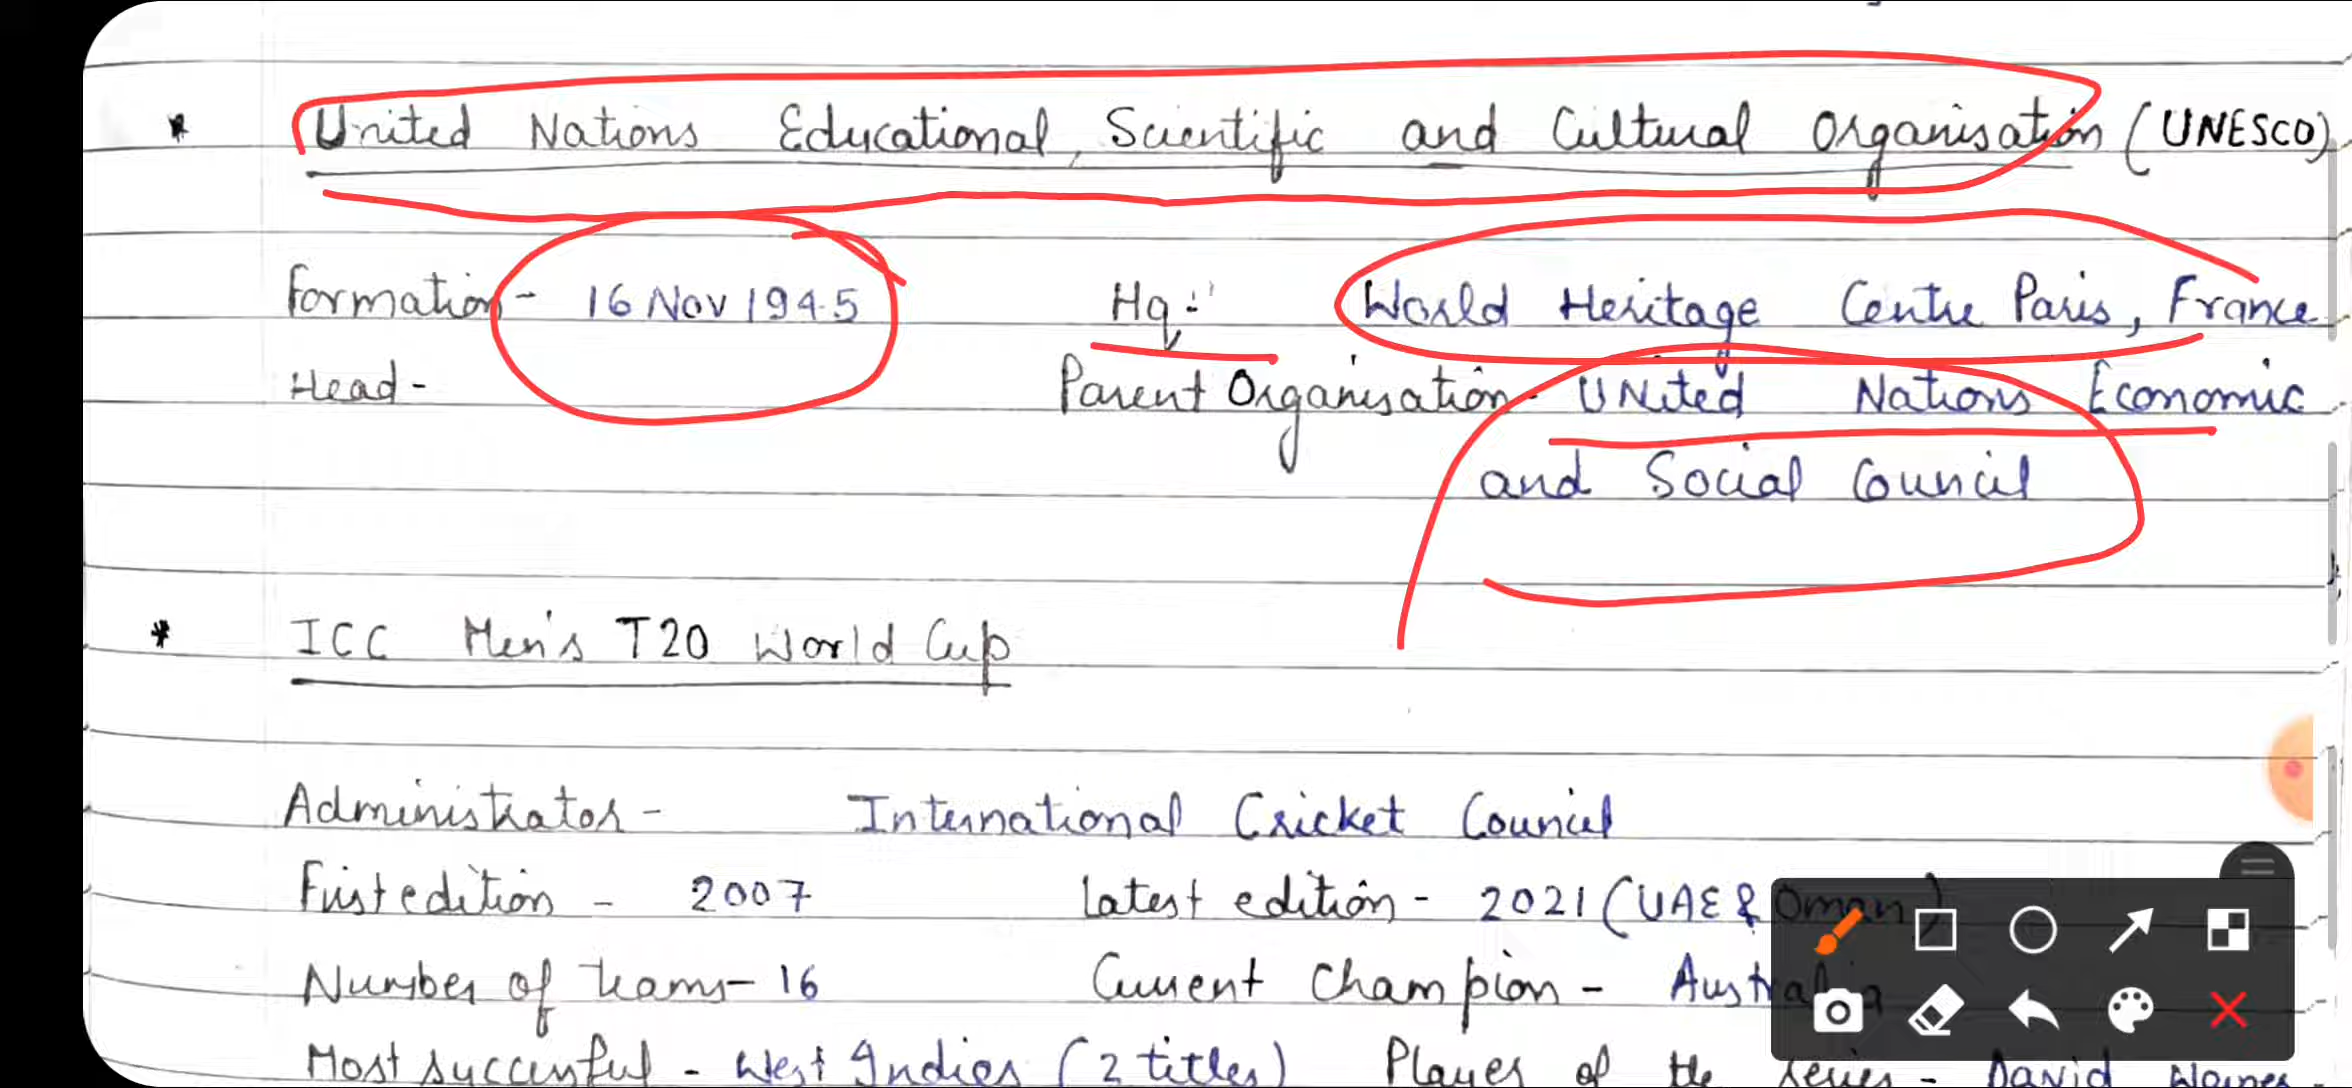 * United Nations Educational, Scientific and Cultural Organisation (UNESCO)
Formation - 16 Nov 1945 Hq :- World Heritage Centre Paris, France
Head - Parent Organisation - United Nations Economic
and Social Council
* ICC Men's T20 World Cup
Administrator - International Cricket Council
First edition - 2007 Latest edition - 2021 (UAE & Oman)
Number of teams - 16 Current Champion - Australia
Most successful - West Indies (2 titles) Player of the series - David Warner